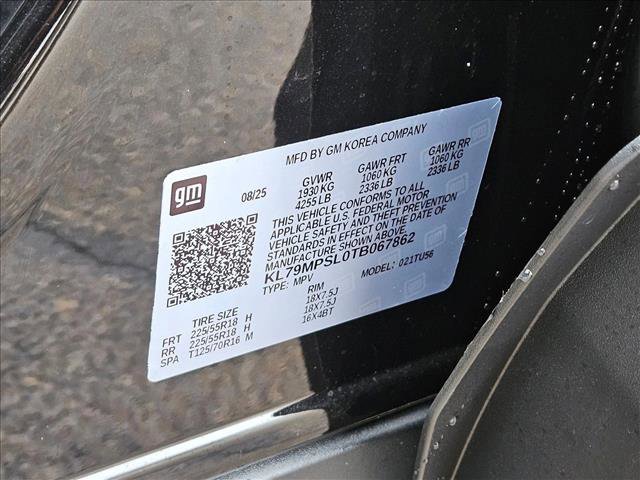 MFD BY GM KOREA COMPANY
gm
08/25
GVWR GAWR FRT GAWR RR
1930 KG 1060 KG 1060 KG
4255 LB 2336 LB 2336 LB
THIS VEHICLE CONFORMS TO ALL
APPLICABLE U.S. FEDERAL MOTOR
VEHICLE SAFETY AND THEFT PREVENTION
STANDARDS IN EFFECT ON THE DATE OF
MANUFACTURE SHOWN ABOVE.
KL79MPSL0TB067862
TYPE: MPV MODEL: 021TU56
TIRE SIZE RIM
FRT 225/55R18 H 18X7.5J
RR 225/55R18 H 18X7.5J
SPA T125/70R16 M 16X4BT